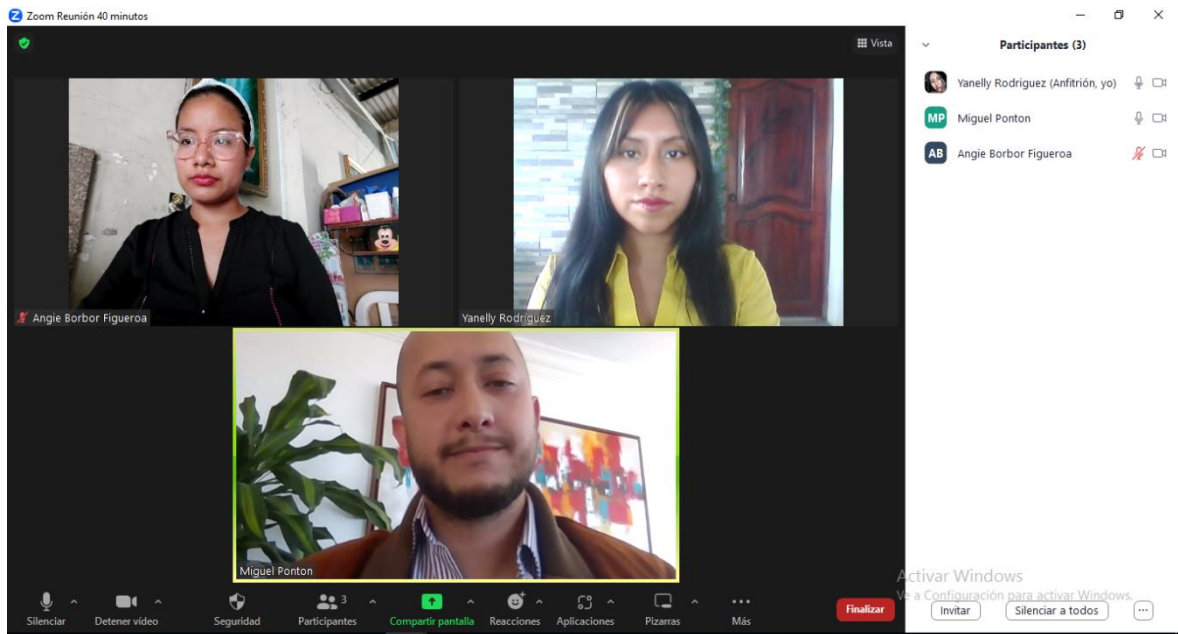 Zoom Reunión 40 minutos
Vista
Angie Borbor Figueroa
Yanelly Rodriguez
Miguel Ponton
Participantes (3)
Yanelly Rodriguez (Anfitrión, yo)
MP Miguel Ponton
AB Angie Borbor Figueroa
Silenciar
Detener vídeo
Seguridad
3
Participantes
Compartir pantalla
Reacciones
Aplicaciones
Pizarras
Más
Finalizar
Activar Windows
Ve a Configuración para activar Windows.
Invitar
Silenciar a todos